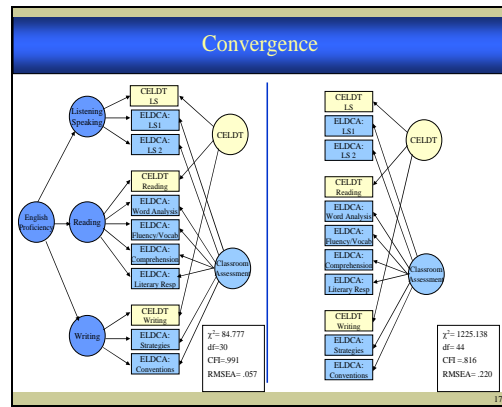 Convergence
CELDT
LS
ELDCA:
LS1
ELDCA:
LS 2
Listening
Speaking
CELDT
CELDT
Reading
ELDCA:
Word Analysis
ELDCA:
Fluency/Vocab
ELDCA:
Comprehension
ELDCA:
Literary Resp
English
Proficiency
Reading
Classroom
Assessment
Writing
CELDT
Writing
ELDCA:
Strategies
ELDCA:
Conventions
χ²= 84.777
df=30
CFI=.991
RMSEA= .057
CELDT
LS
ELDCA:
LS1
ELDCA:
LS 2
CELDT
CELDT
Reading
ELDCA:
Word Analysis
ELDCA:
Fluency/Vocab
ELDCA:
Comprehension
ELDCA:
Literary Resp
Classroom
Assessment
CELDT
Writing
ELDCA:
Strategies
ELDCA:
Conventions
χ²= 1225.138
df= 44
CFI=.816
RMSEA= .220
17